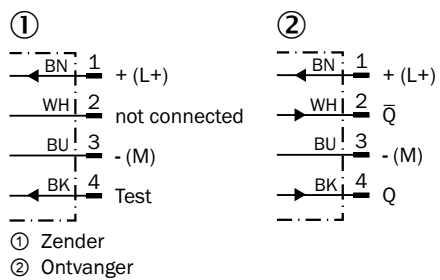 ① ②
BN 1 + (L+)
WH 2 not connected
BU 3 - (M)
BK 4 Test
BN 1 + (L+)
WH 2 Q̅
BU 3 - (M)
BK 4 Q
① Zender
② Ontvanger